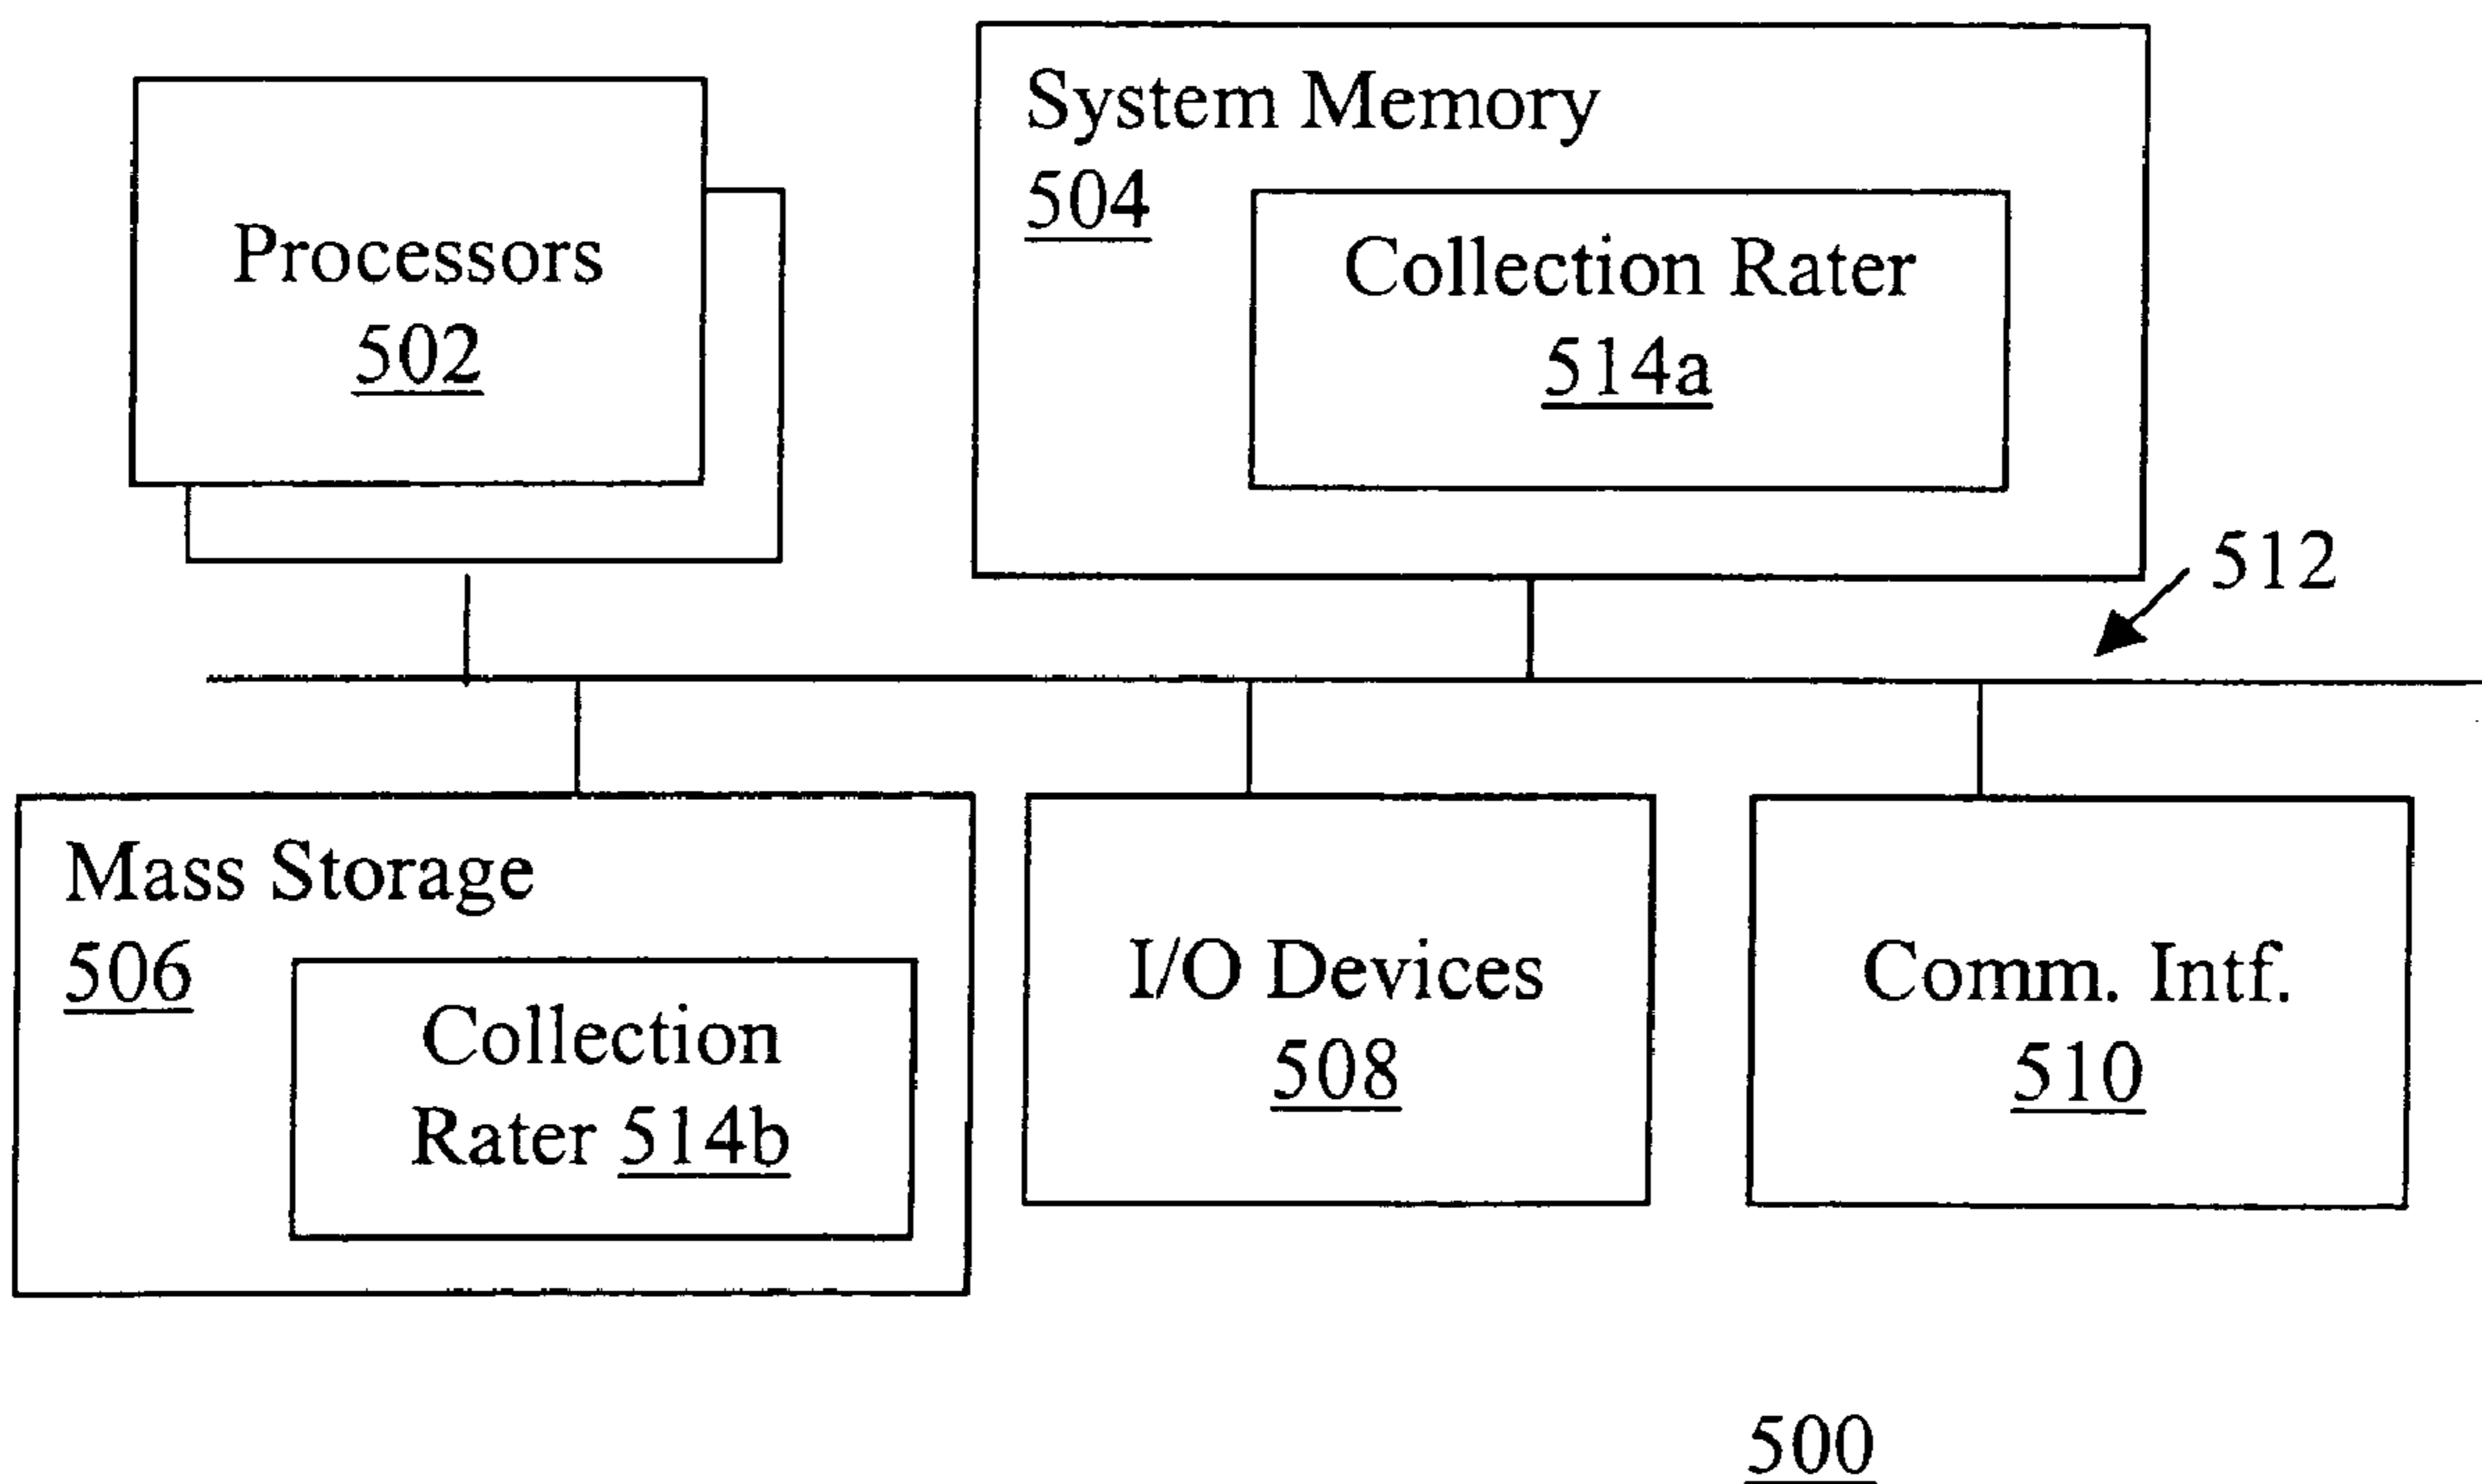 Processors
502
System Memory
504
Collection Rater
514a
512
Mass Storage
506
Collection
Rater 514b
I/O Devices
508
Comm. Intf.
510
500